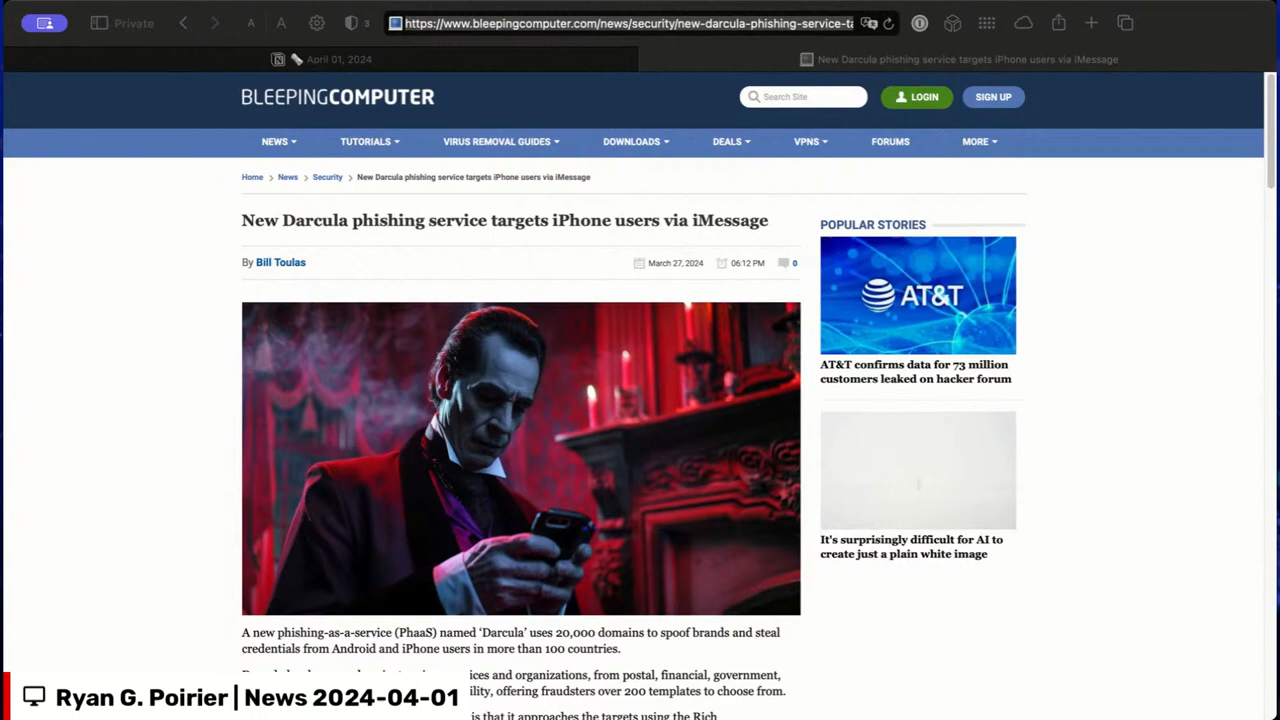 Private
A
A
3
https://www.bleepingcomputer.com/news/security/new-darcula-phishing-service-ta
April 01, 2024
New Darcula phishing service targets iPhone users via iMessage
BLEEPINGCOMPUTER
Search Site
LOGIN
SIGN UP
NEWS
TUTORIALS
VIRUS REMOVAL GUIDES
DOWNLOADS
DEALS
VPNS
FORUMS
MORE
Home
News
Security
New Darcula phishing service targets iPhone users via iMessage
New Darcula phishing service targets iPhone users via iMessage
By Bill Toulas
March 27, 2024
06:12 PM
0
A new phishing-as-a-service (PhaaS) named ‘Darcula’ uses 20,000 domains to spoof brands and steal
credentials from Android and iPhone users in more than 100 countries.
ices and organizations, from postal, financial, government,
ility, offering fraudsters over 200 templates to choose from.
is that it approaches the targets using the Rich
POPULAR STORIES
AT&T
AT&T confirms data for 73 million
customers leaked on hacker forum
It's surprisingly difficult for AI to
create just a plain white image
Ryan G. Poirier | News 2024-04-01